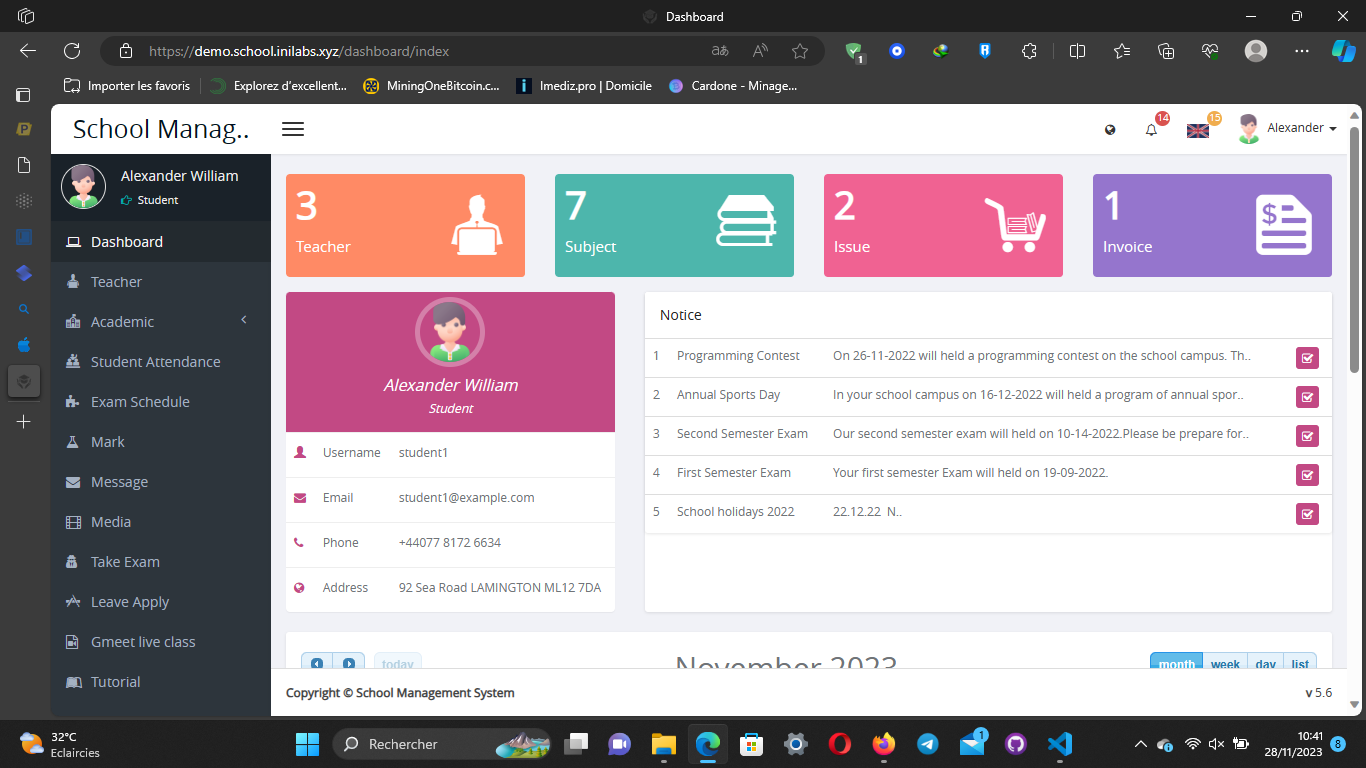 Dashboard
https://demo.school.inilabs.xyz/dashboard/index
1
Importer les favoris
Explorez d'excellent...
MiningOneBitcoin.c...
Imediz.pro | Domicile
Cardone - Minage...
School Manag..
14
15
Alexander
Alexander William
Student
Dashboard
Teacher
Academic
Student Attendance
Exam Schedule
Mark
Message
Media
Take Exam
Leave Apply
Gmeet live class
Tutorial
3
Teacher
7
Subject
2
Issue
1
Invoice
Alexander William
Student
Username student1
Email student1@example.com
Phone +44077 8172 6634
Address 92 Sea Road LAMINGTON ML12 7DA
Notice
1 Programming Contest On 26-11-2022 will held a programming contest on the school campus. Th..
2 Annual Sports Day In your school campus on 16-12-2022 will held a program of annual spor..
3 Second Semester Exam Our second semester exam will held on 10-14-2022.Please be prepare for..
4 First Semester Exam Your first semester Exam will held on 19-09-2022.
5 School holidays 2022 22.12.22 N..
today
November 2023
month week day list
Copyright © School Management System
v 5.6
32°C
Eclaircies
Rechercher
1
10:41
28/11/2023
8